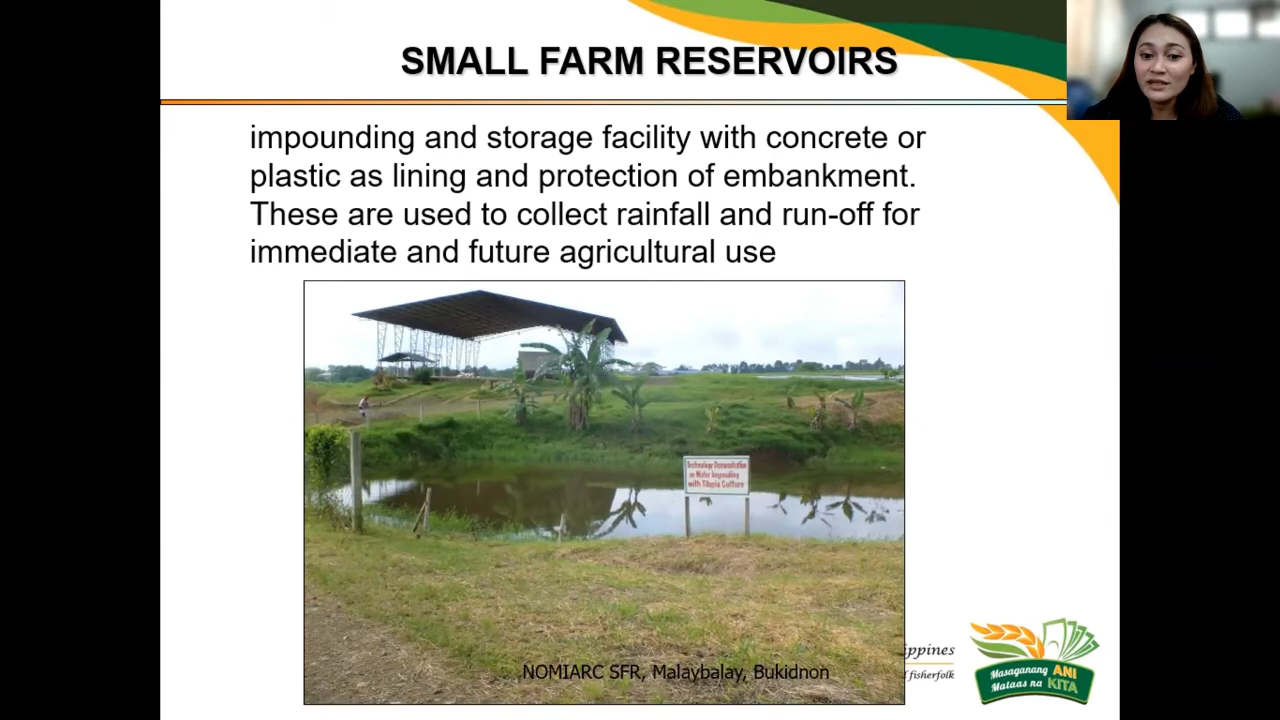 SMALL FARM RESERVOIRS
impounding and storage facility with concrete or
plastic as lining and protection of embankment.
These are used to collect rainfall and run-off for
immediate and future agricultural use
Technology Demonstration
on Water Impounding
with Tilapia Culture
NOMIARC SFR, Malaybalay, Bukidnon
ippines
fisherfolk
Masaganang ANI
Mataas na KITA